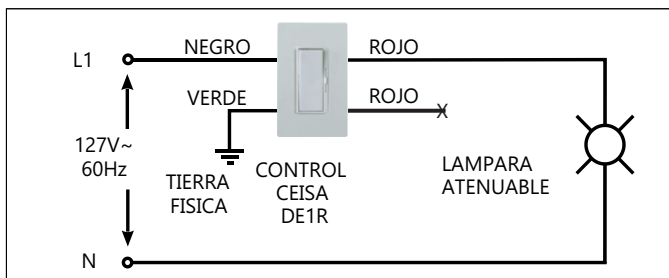 L1
NEGRO
ROJO
VERDE
ROJO
X
127V~
60Hz
TIERRA
FISICA
CONTROL
CEISA
DE1R
LAMPARA
ATENUABLE
N